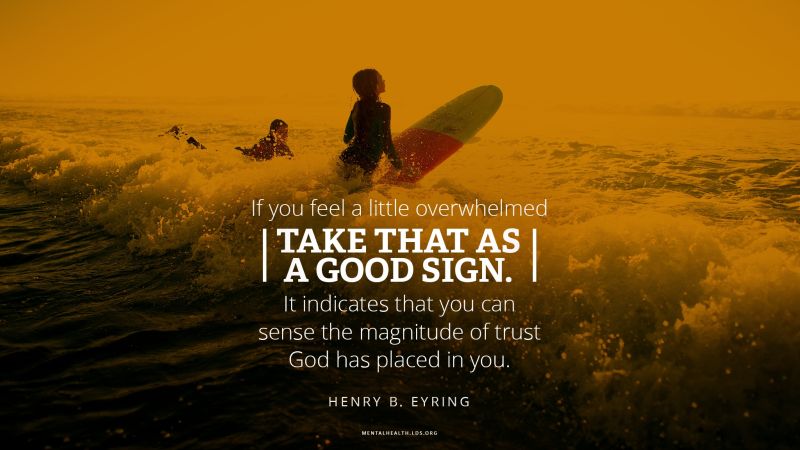 If you feel a little overwhelmed
TAKE THAT AS
A GOOD SIGN.
It indicates that you can
sense the magnitude of trust
God has placed in you.
HENRY B. EYRING
MENTALHEALTH.LDS.ORG